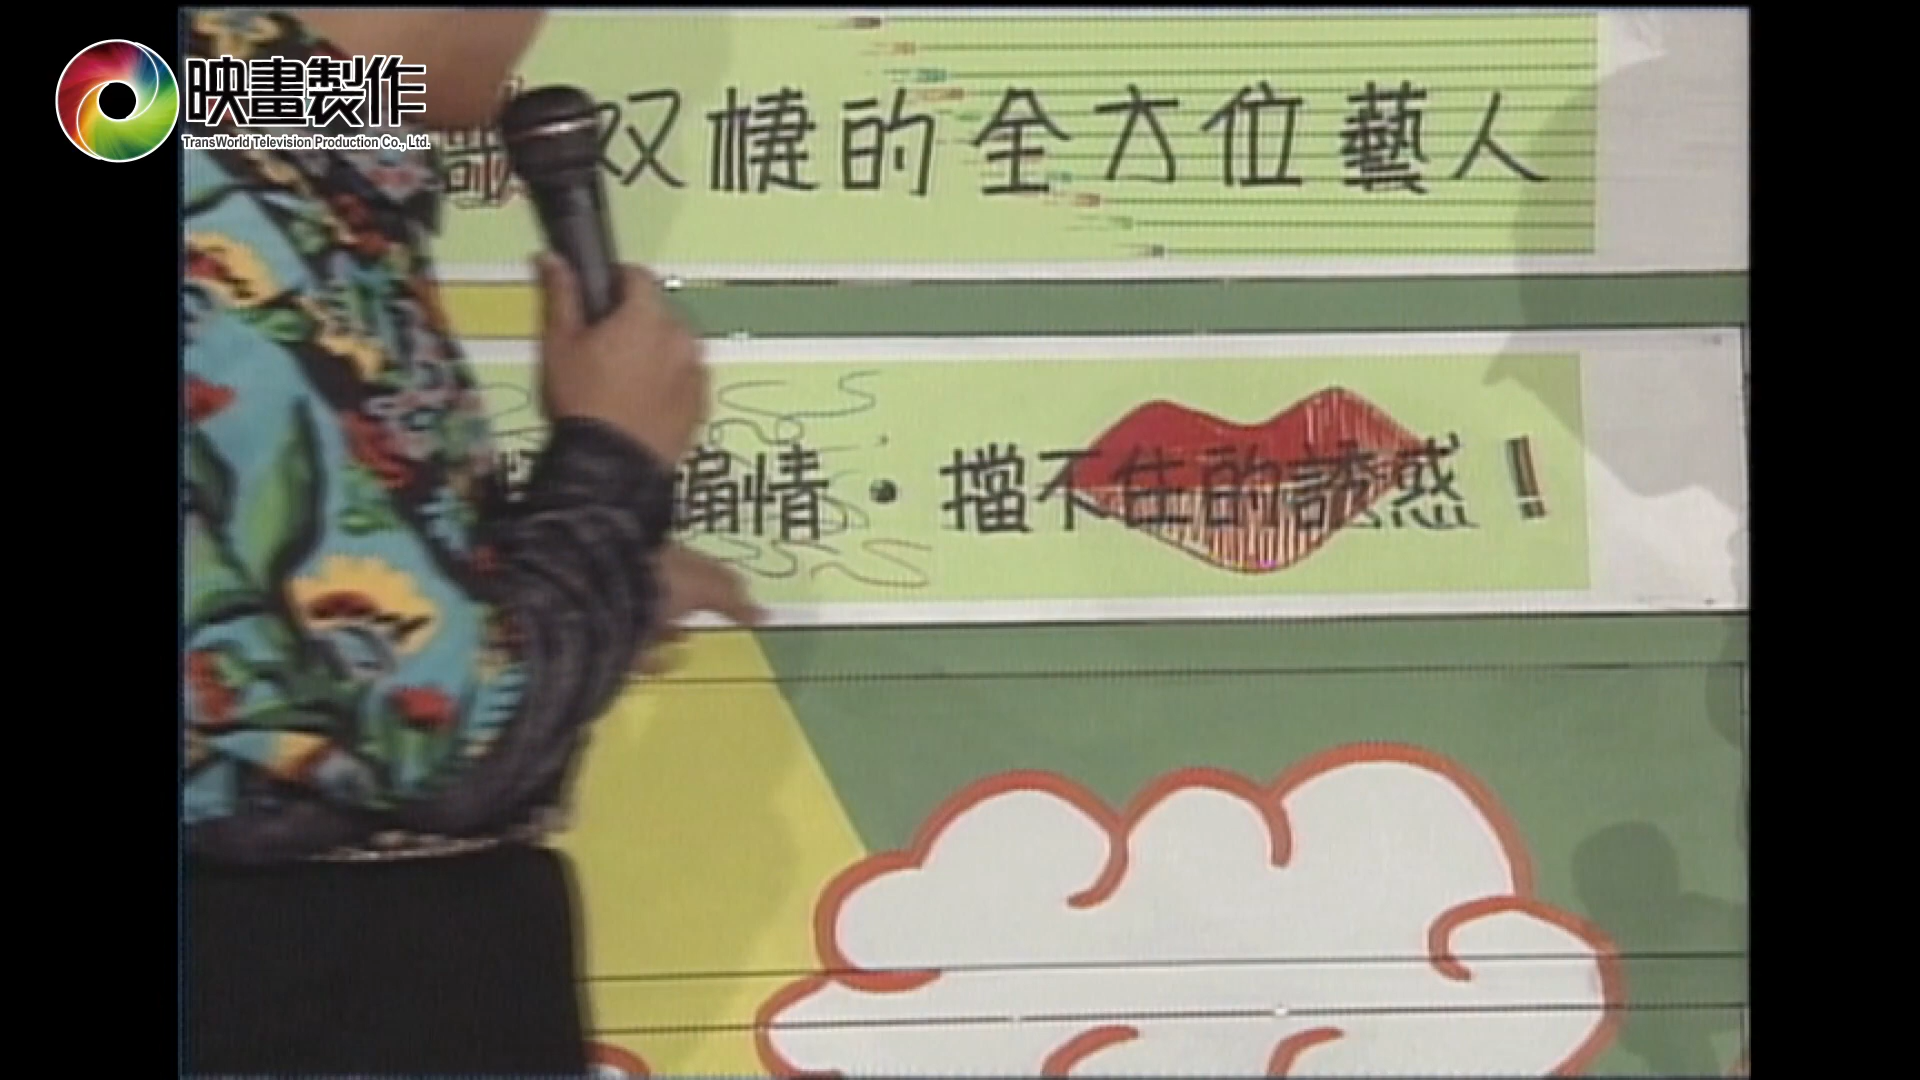 映畫製作
TransWorld Television Production Co., Ltd.
歌双棲的全方位藝人
情·擋不住的誘惑!